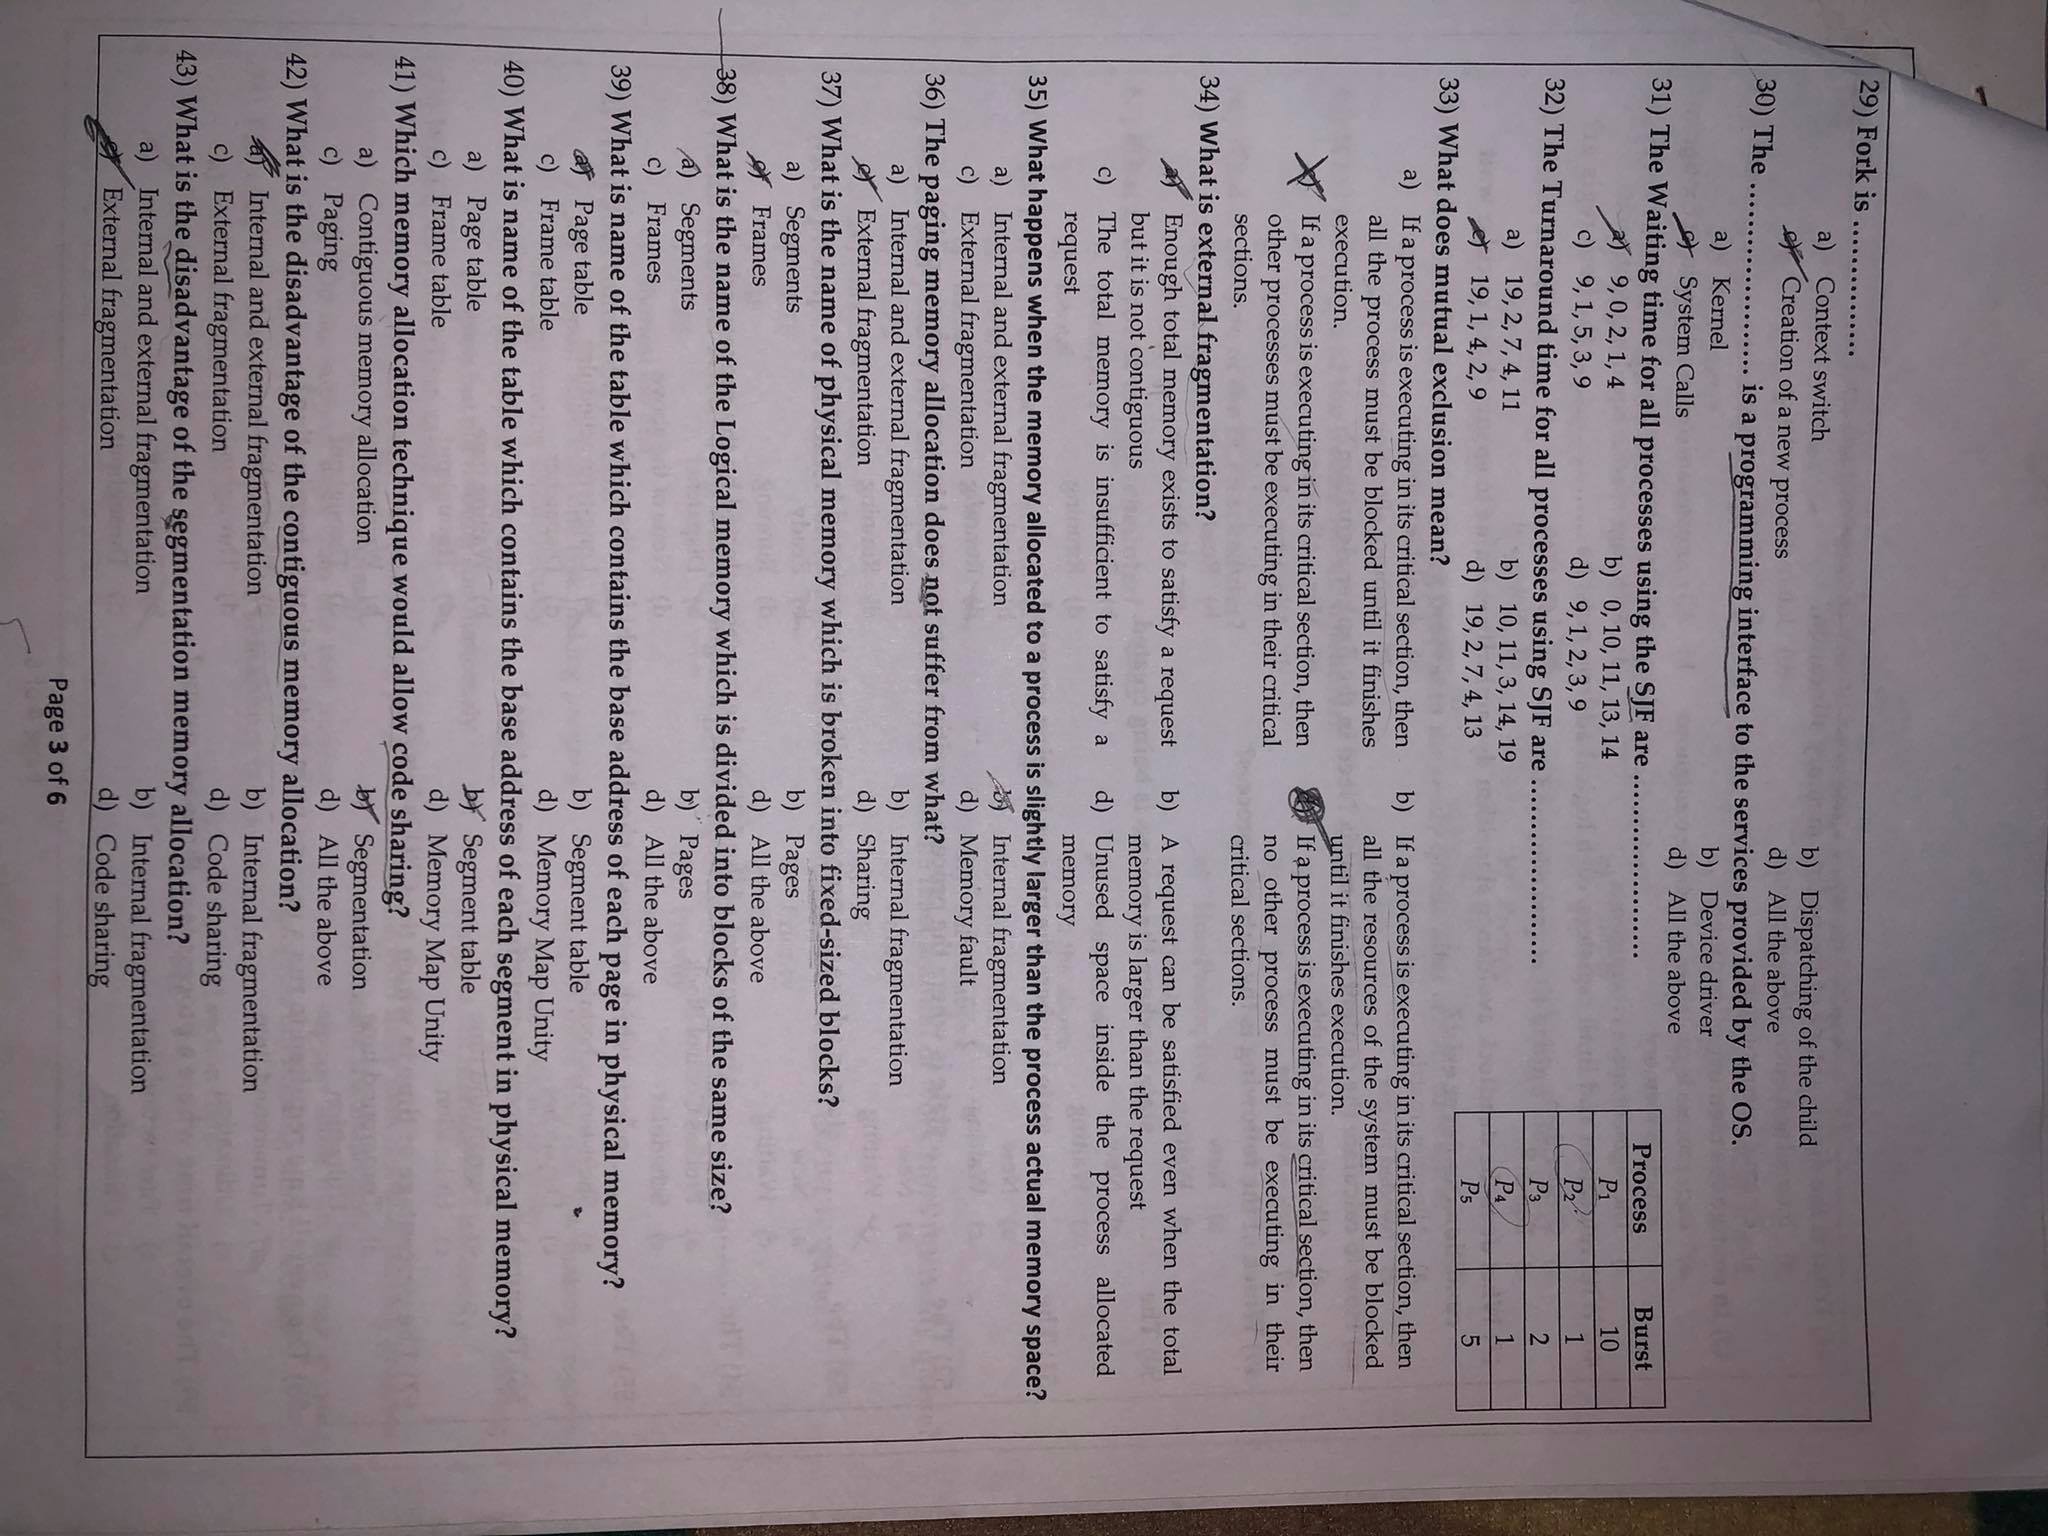 29) Fork is ..............
a) Context switch b) Dispatching of the child
c) Creation of a new process d) All the above
30) The ......................... is a programming interface to the services provided by the OS.
a) Kernel b) Device driver
c) System Calls d) All the above
31) The Waiting time for all processes using the SJF are .......................
a) 9, 0, 2, 1, 4 b) 0, 10, 11, 13, 14
c) 9, 1, 5, 3, 9 d) 9, 1, 2, 3, 9
32) The Turnaround time for all processes using SJF are .......................
a) 19, 2, 7, 4, 11 b) 10, 11, 3, 14, 19
c) 19, 1, 4, 2, 9 d) 19, 2, 7, 4, 13
Process Burst
P1 10
P2 1
P3 2
P4 1
P5 5
33) What does mutual exclusion mean?
a) If a process is executing in its critical section, then
all the process must be blocked until it finishes
execution.
b) If a process is executing in its critical section, then
all the resources of the system must be blocked
until it finishes execution.
If a process is executing in its critical section, then
other processes must be executing in their critical
sections.
d) If a process is executing in its critical section, then
no other process must be executing in their
critical sections.
34) What is external fragmentation?
a) Enough total memory exists to satisfy a request
but it is not contiguous
b) A request can be satisfied even when the total
memory is larger than the request
c) The total memory is insufficient to satisfy a
request
d) Unused space inside the process allocated
memory
35) What happens when the memory allocated to a process is slightly larger than the process actual memory space?
a) Internal and external fragmentation b) Internal fragmentation
c) External fragmentation d) Memory fault
36) The paging memory allocation does not suffer from what?
a) Internal and external fragmentation b) Internal fragmentation
c) External fragmentation d) Sharing
37) What is the name of physical memory which is broken into fixed-sized blocks?
a) Segments b) Pages
c) Frames d) All the above
38) What is the name of the Logical memory which is divided into blocks of the same size?
a) Segments b) Pages
c) Frames d) All the above
39) What is name of the table which contains the base address of each page in physical memory?
a) Page table b) Segment table
c) Frame table d) Memory Map Unity
40) What is name of the table which contains the base address of each segment in physical memory?
a) Page table b) Segment table
c) Frame table d) Memory Map Unity
41) Which memory allocation technique would allow code sharing?
a) Contiguous memory allocation b) Segmentation
c) Paging d) All the above
42) What is the disadvantage of the contiguous memory allocation?
a) Internal and external fragmentation b) Internal fragmentation
c) External fragmentation d) Code sharing
43) What is the disadvantage of the segmentation memory allocation?
a) Internal and external fragmentation b) Internal fragmentation
c) External fragmentation d) Code sharing
Page 3 of 6